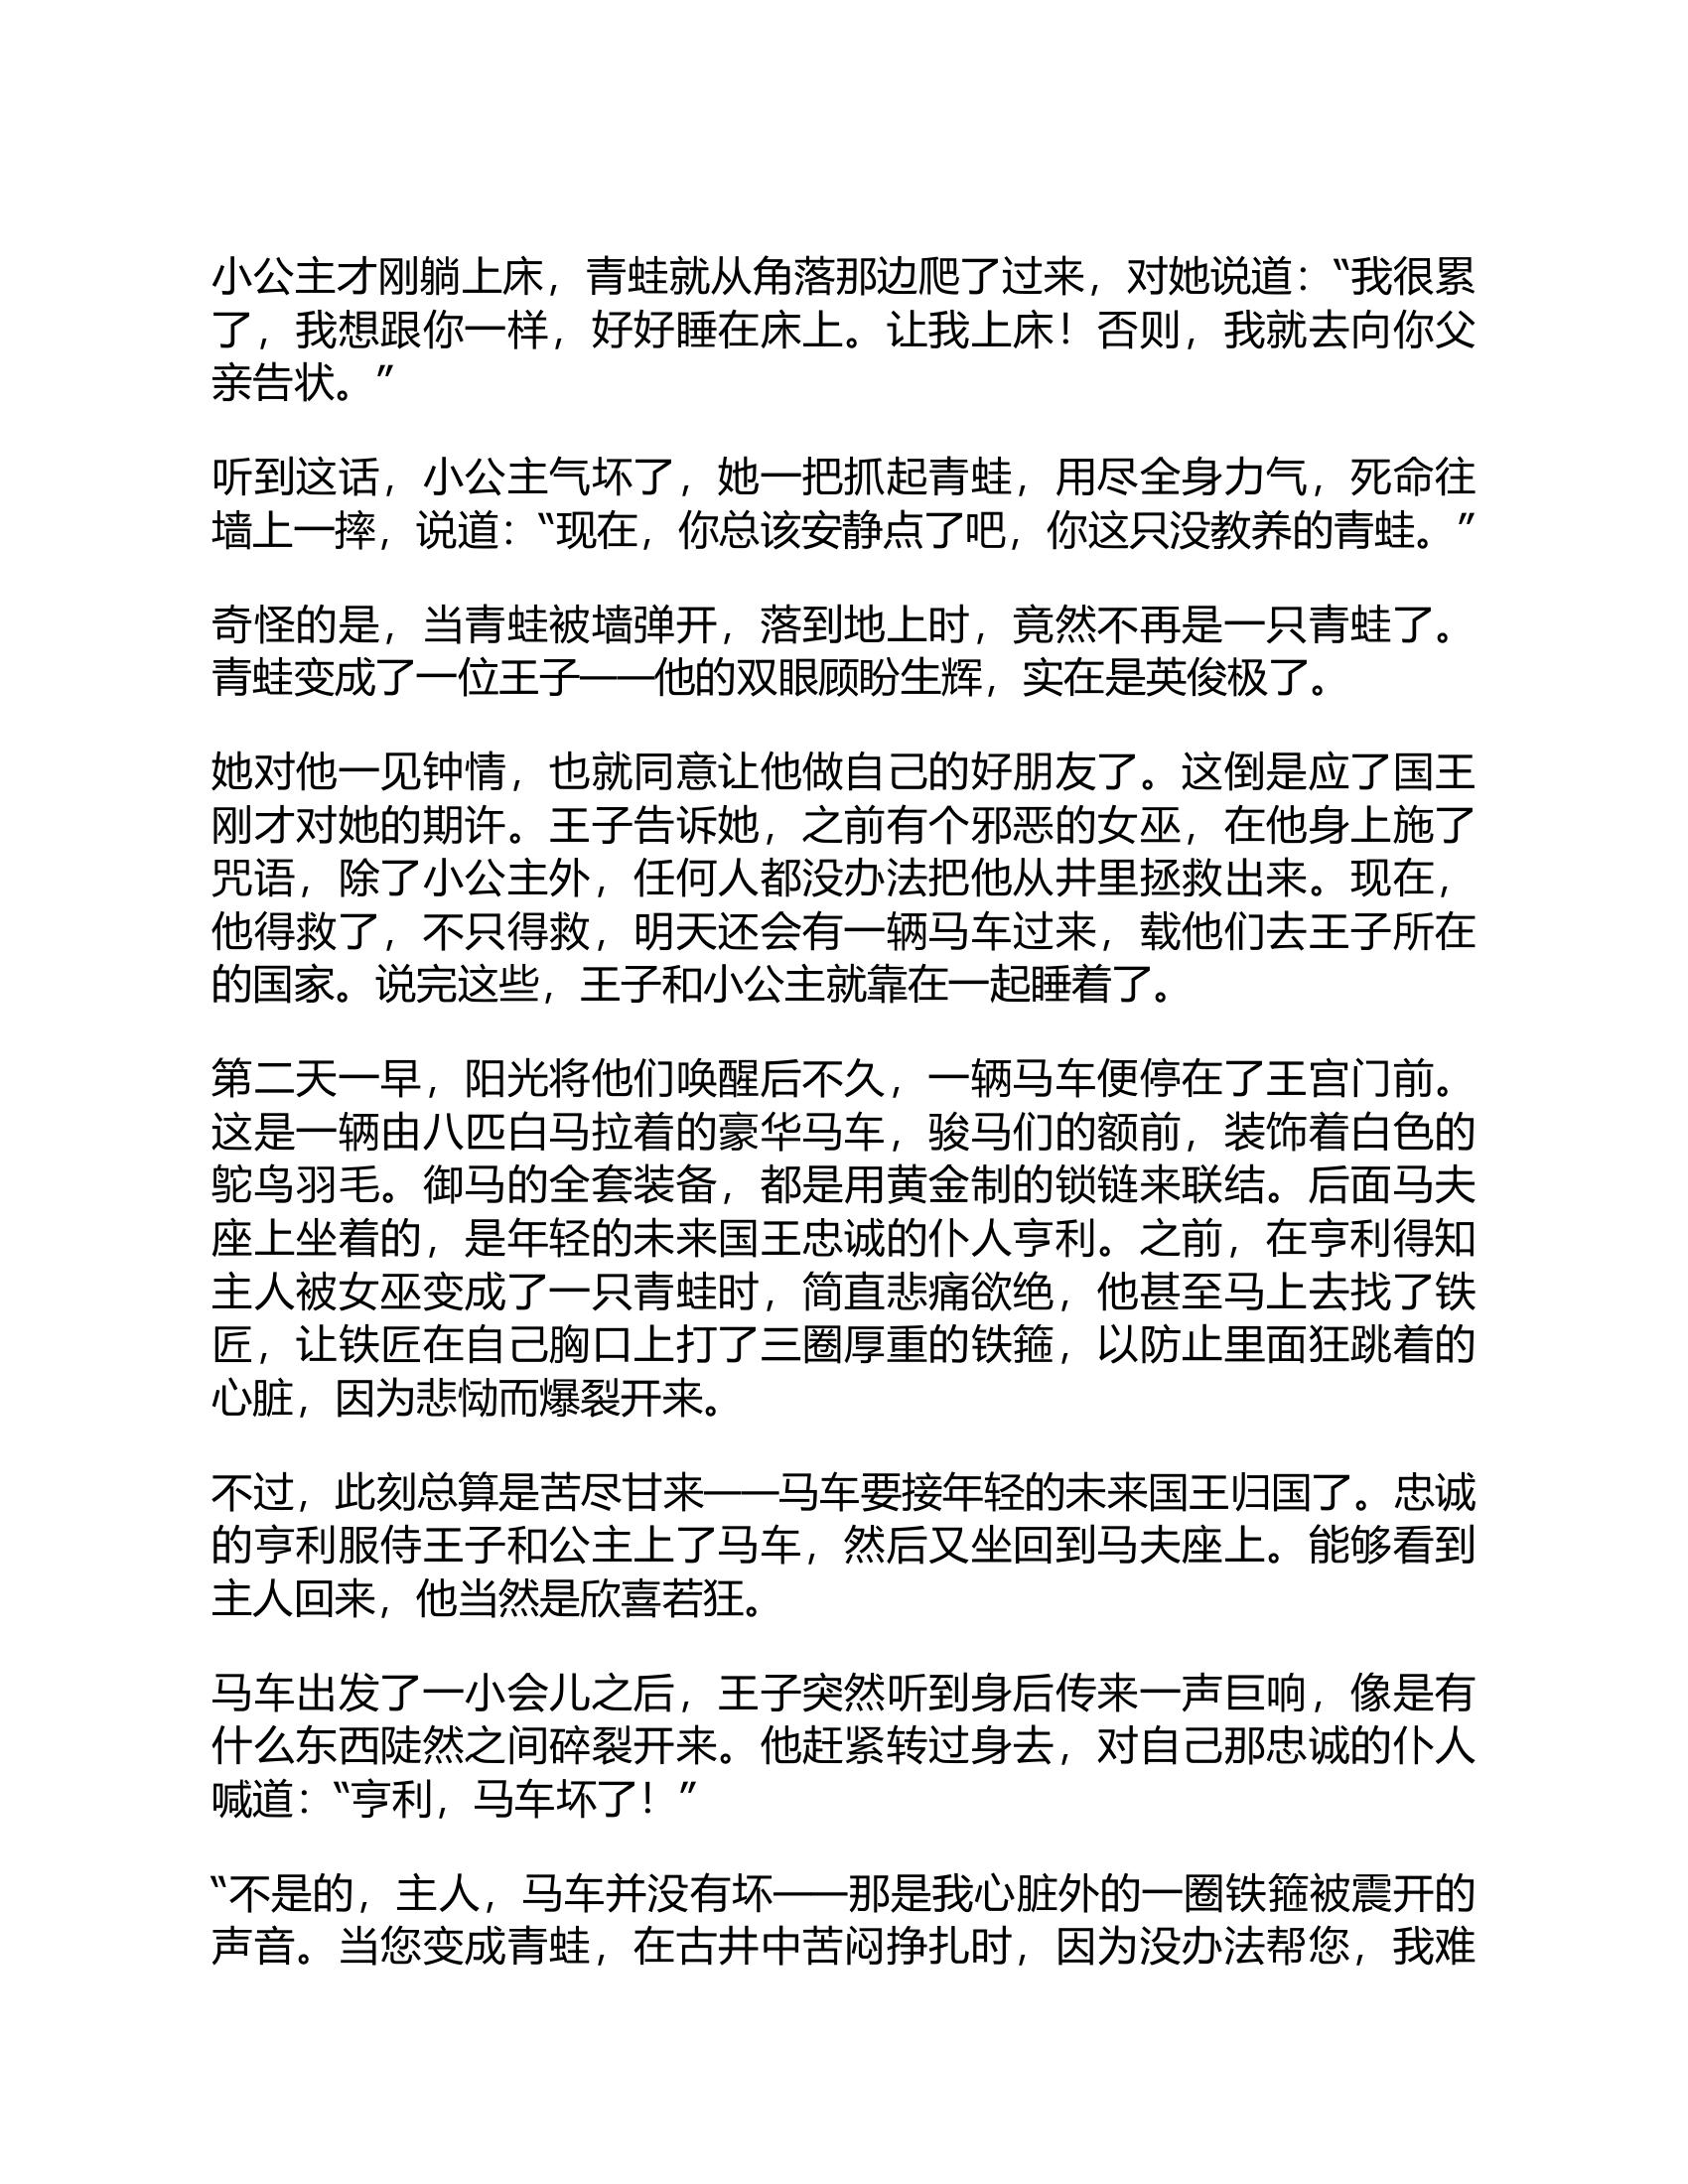 小公主才刚躺上床，青蛙就从角落那边爬了过来，对她说道：“我很累
了，我想跟你一样，好好睡在床上。让我上床！否则，我就去向你父
亲告状。”
听到这话，小公主气坏了，她一把抓起青蛙，用尽全身力气，死命往
墙上一摔，说道：“现在，你总该安静点了吧，你这只没教养的青蛙。”
奇怪的是，当青蛙被墙弹开，落到地上时，竟然不再是一只青蛙了。
青蛙变成了一位王子——他的双眼顾盼生辉，实在是英俊极了。
她对他一见钟情，也就同意让他做自己的好朋友了。这倒是应了国王
刚才对她的期许。王子告诉她，之前有个邪恶的女巫，在他身上施了
咒语，除了小公主外，任何人都没办法把他从井里拯救出来。现在，
他得救了，不只得救，明天还会有一辆马车过来，载他们去王子所在
的国家。说完这些，王子和小公主就靠在一起睡着了。
第二天一早，阳光将他们唤醒后不久，一辆马车便停在了王宫门前。
这是一辆由八匹白马拉着的豪华马车，骏马们的额前，装饰着白色的
鸵鸟羽毛。御马的全套装备，都是用黄金制的锁链来联结。后面马夫
座上坐着的，是年轻的未来国王忠诚的仆人亨利。之前，在亨利得知
主人被女巫变成了一只青蛙时，简直悲痛欲绝，他甚至马上去找了铁
匠，让铁匠在自己胸口上打了三圈厚重的铁箍，以防止里面狂跳着的
心脏，因为悲恸而爆裂开来。
不过，此刻总算是苦尽甘来——马车要接年轻的未来国王归国了。忠诚
的亨利服侍王子和公主上了马车，然后又坐回到马夫座上。能够看到
主人回来，他当然是欣喜若狂。
马车出发了一小会儿之后，王子突然听到身后传来一声巨响，像是有
什么东西陡然之间碎裂开来。他赶紧转过身去，对自己那忠诚的仆人
喊道：“亨利，马车坏了！”
“不是的，主人，马车并没有坏——那是我心脏外的一圈铁箍被震开的
声音。当您变成青蛙，在古井中苦闷挣扎时，因为没办法帮您，我难